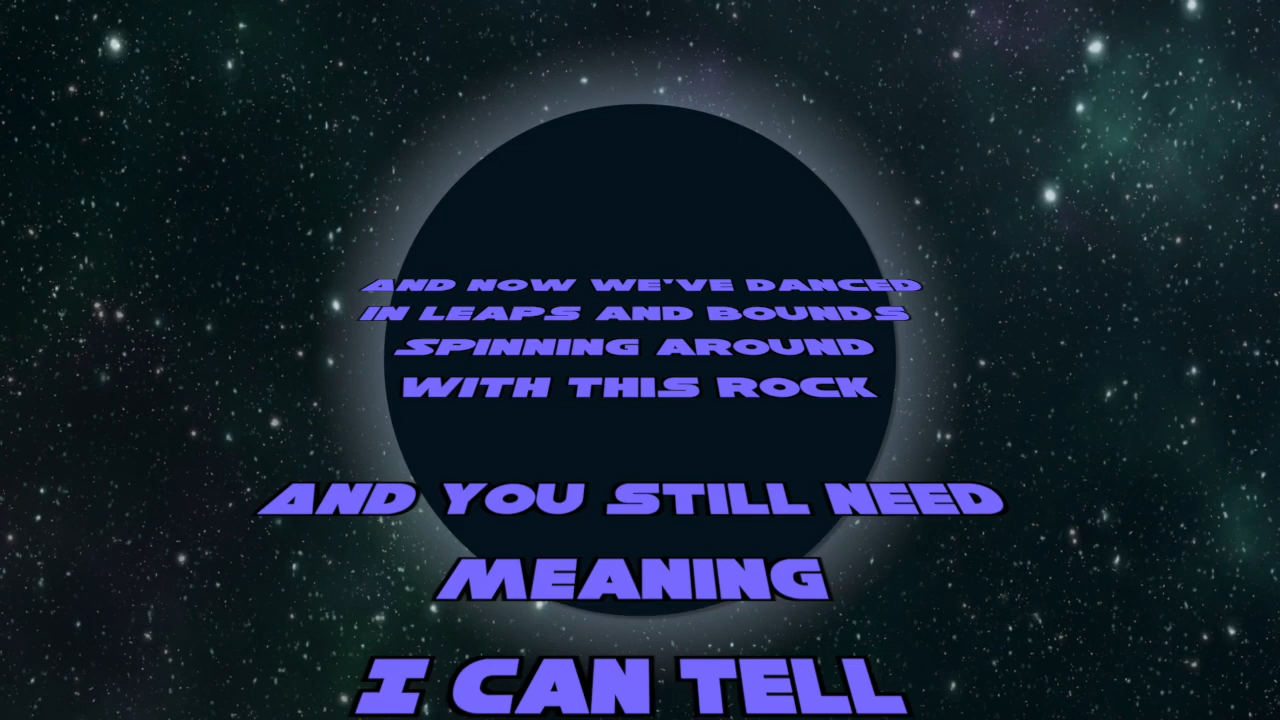 AND NOW WE'VE DANCED
IN LEAPS AND BOUNDS
SPINNING AROUND
WITH THIS ROCK
AND YOU STILL NEED
MEANING
I CAN TELL